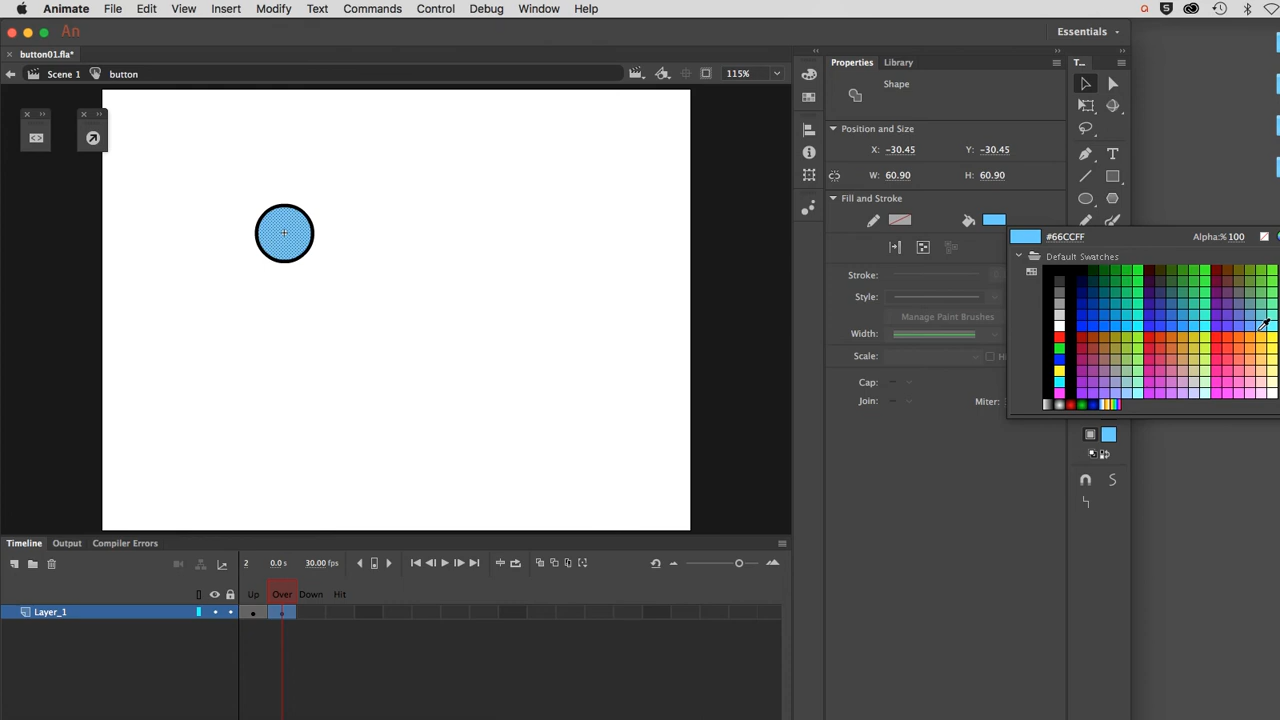 Animate File Edit View Insert Modify Text Commands Control Debug Window Help
An Essentials
button01.fla*
Scene 1 button 115%
Properties Library T...
Shape
Position and Size
X: -30.45 Y: -30.45
W: 60.90 H: 60.90
Fill and Stroke
#66CCFF Alpha:% 100
Default Swatches
Stroke:
Style:
Manage Paint Brushes
Width:
Scale:
Cap:
Join: Miter:
Timeline Output Compiler Errors
2 0.0 s 30.00 fps
Up Over Down Hit
Layer_1